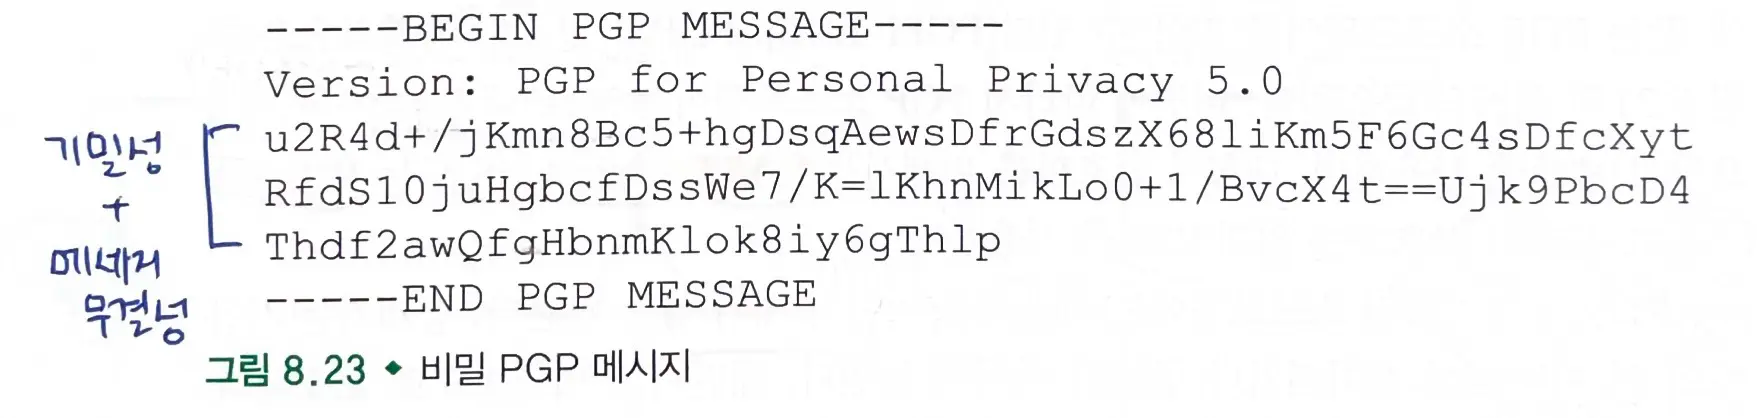 -----BEGIN PGP MESSAGE-----
Version: PGP for Personal Privacy 5.0
u2R4d+/jKmn8Bc5+hgDsqAewsDfrGdszX68liKm5F6Gc4sDfcXyt
RfdS10juHgbcfDssWe7/K=lKhnMikLo0+1/BvcX4t==Ujk9PbcD4
Thdf2awQfgHbnmKlok8iy6gThlp
-----END PGP MESSAGE
기밀성
+
메세지
무결성
그림 8.23 ◆ 비밀 PGP 메시지